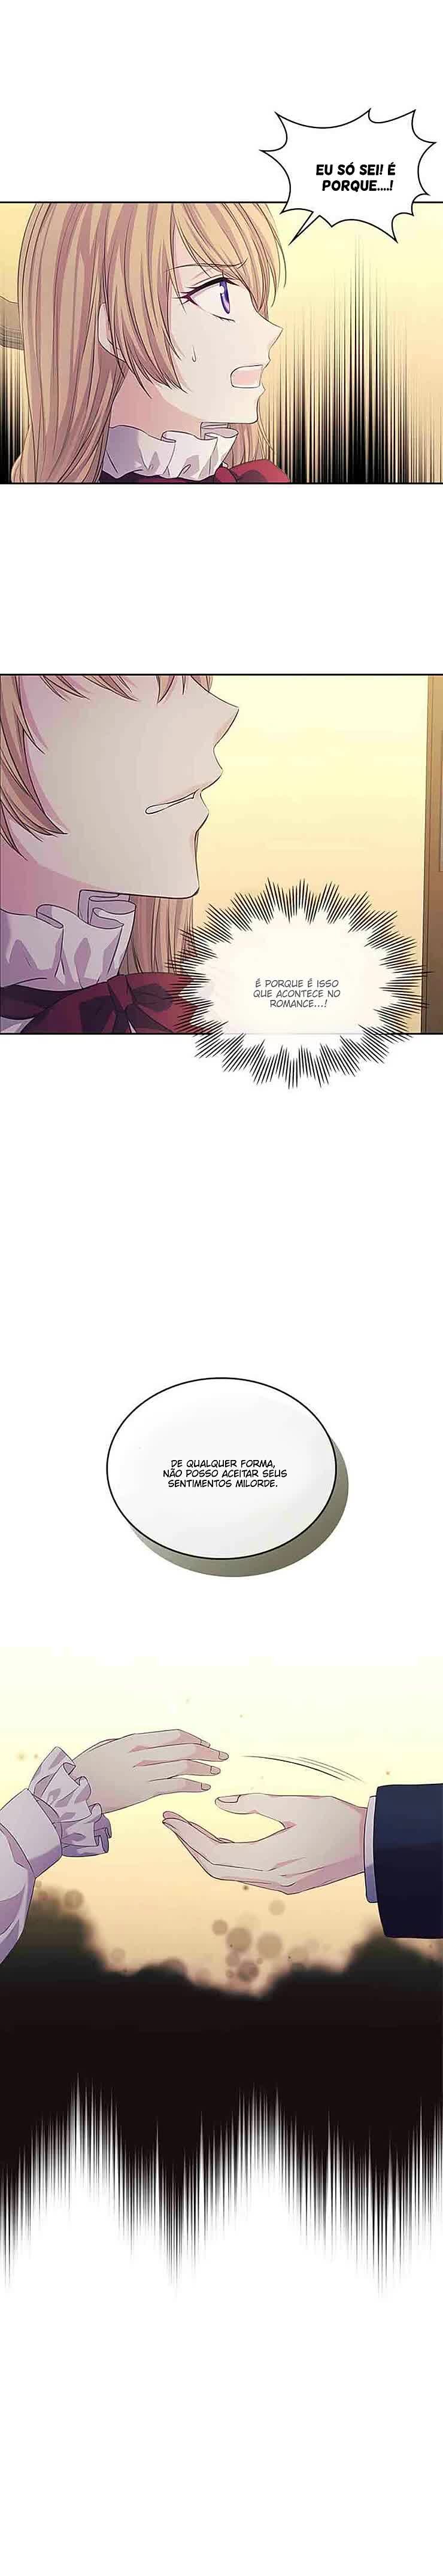 EU SÓ SEI! É
PORQUE....!
É PORQUE É ISSO
QUE ACONTECE NO
ROMANCE...!
DE QUALQUER FORMA,
NÃO POSSO ACEITAR SEUS
SENTIMENTOS MILORDE.